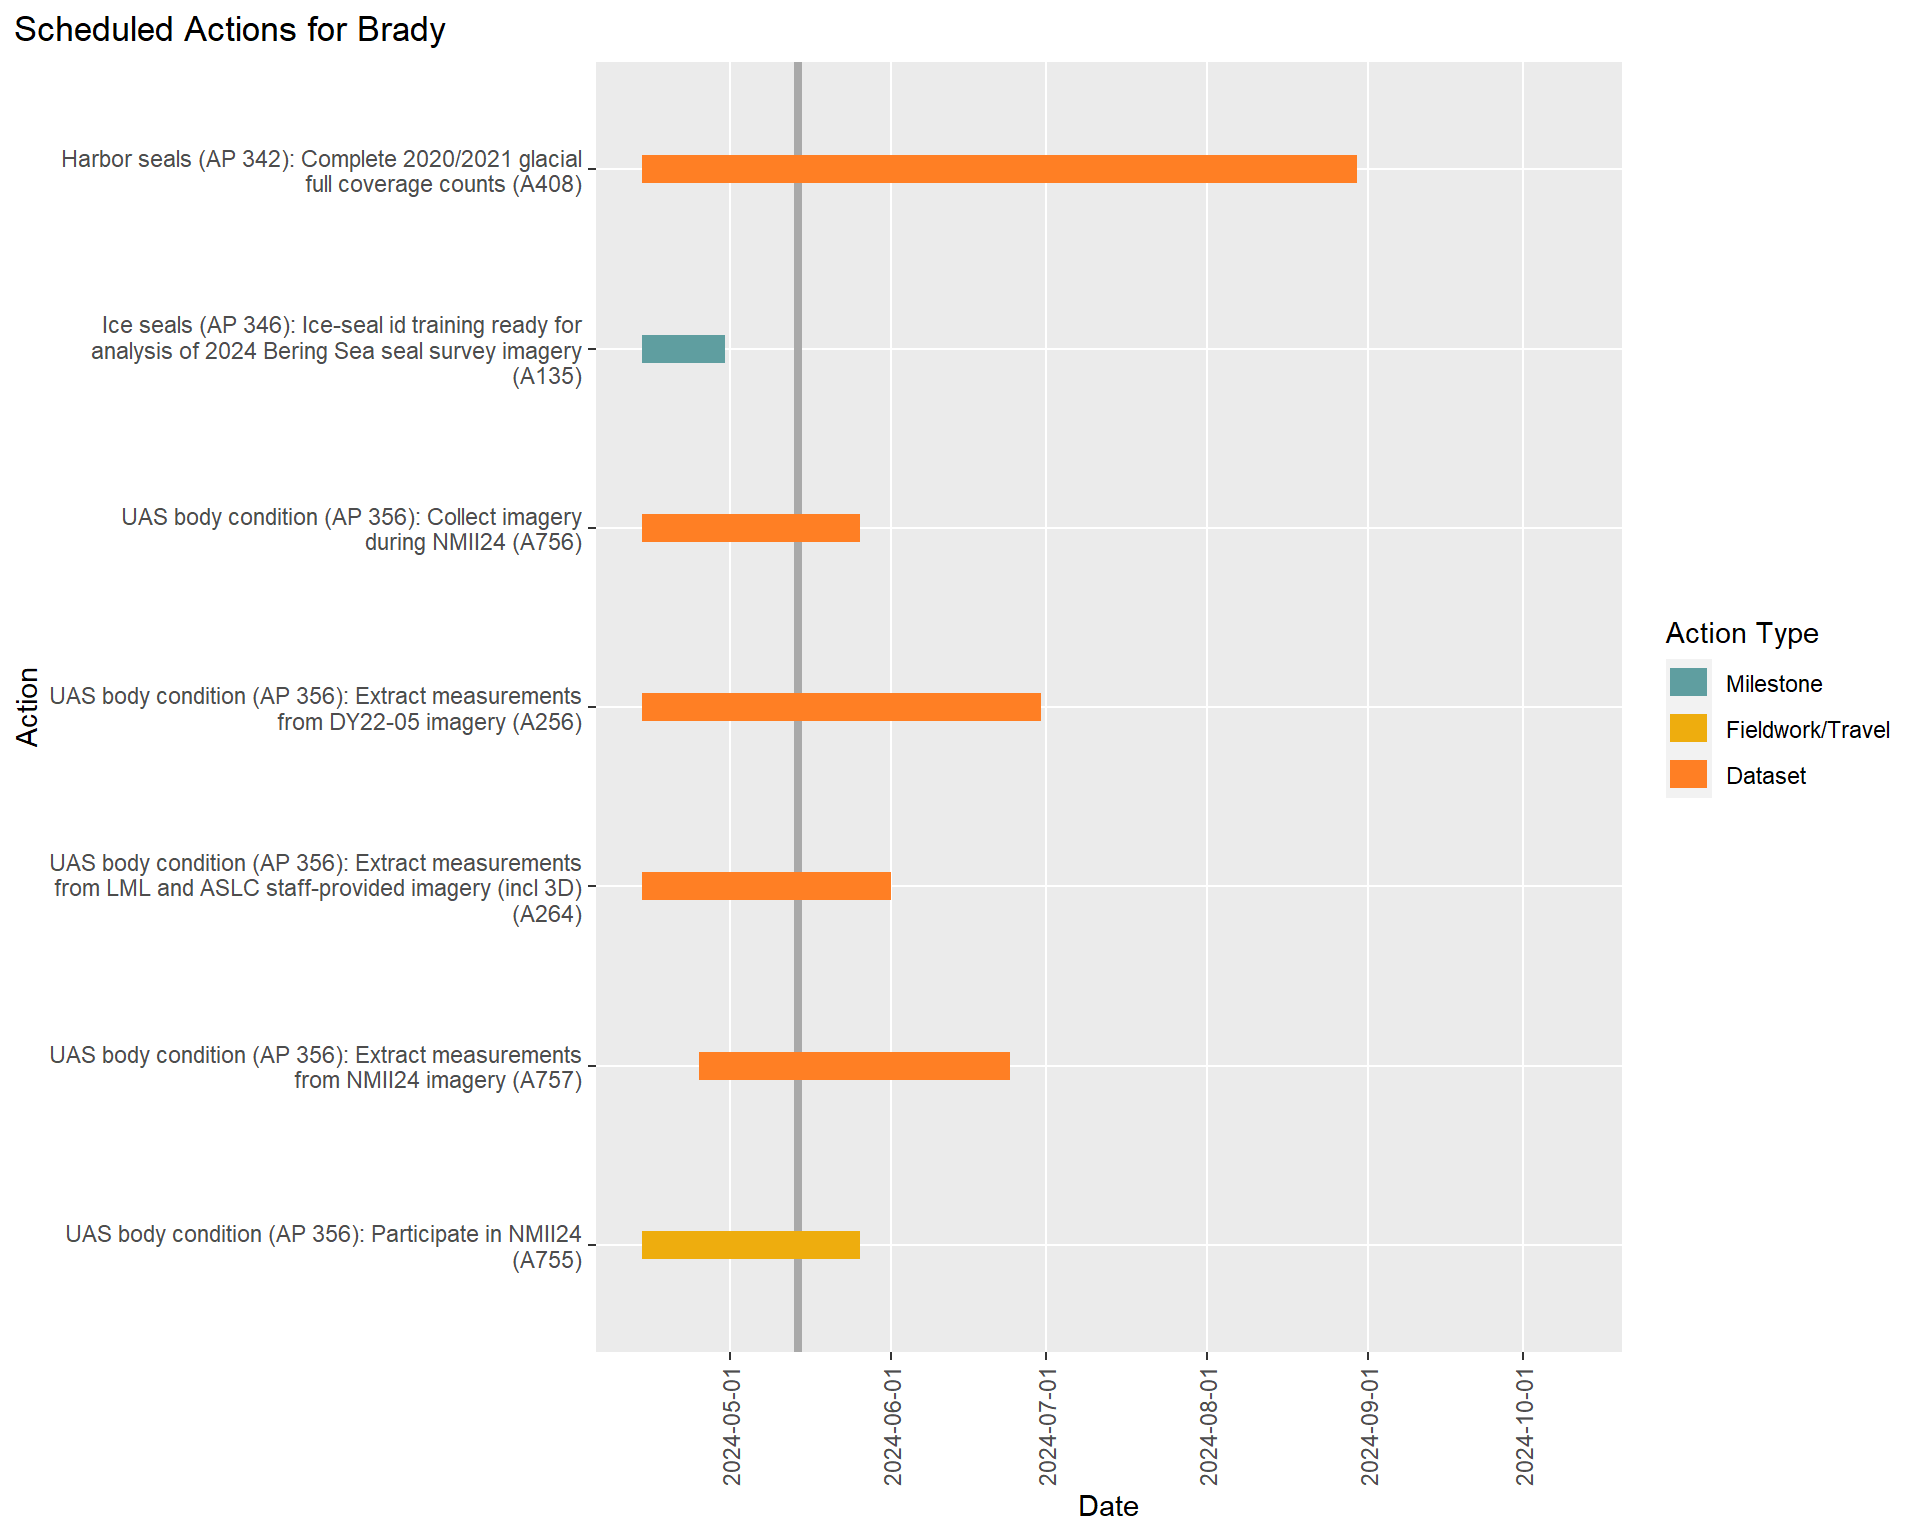 Scheduled Actions for Brady
Harbor seals (AP 342): Complete 2020/2021 glacial
full coverage counts (A408)
Ice seals (AP 346): Ice-seal id training ready for
analysis of 2024 Bering Sea seal survey imagery
(A135)
UAS body condition (AP 356): Collect imagery
during NMII24 (A756)
UAS body condition (AP 356): Extract measurements
from DY22-05 imagery (A256)
UAS body condition (AP 356): Extract measurements
from LML and ASLC staff-provided imagery (incl 3D)
(A264)
UAS body condition (AP 356): Extract measurements
from NMII24 imagery (A757)
UAS body condition (AP 356): Participate in NMII24
(A755)
Action
2024-05-01
2024-06-01
2024-07-01
2024-08-01
2024-09-01
2024-10-01
Date
Action Type
Milestone
Fieldwork/Travel
Dataset